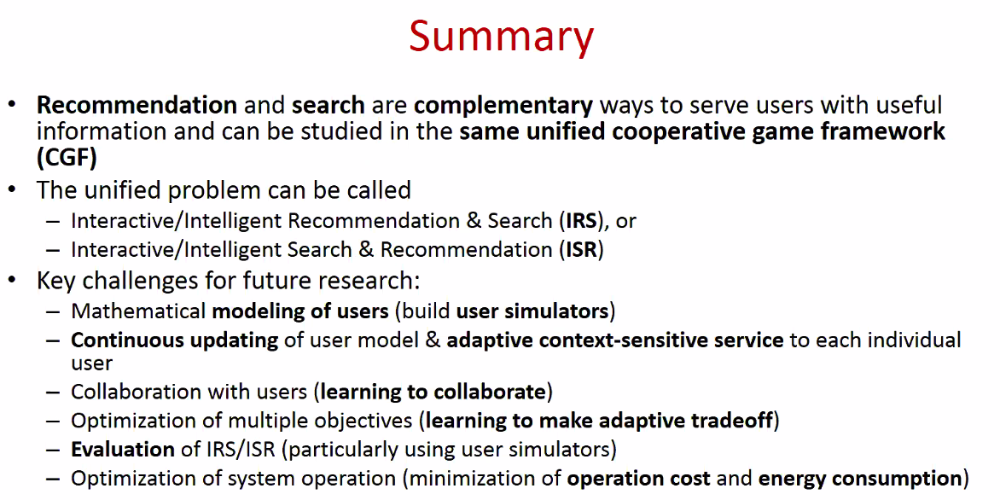 Summary
• Recommendation and search are complementary ways to serve users with useful
information and can be studied in the same unified cooperative game framework
(CGF)
• The unified problem can be called
– Interactive/Intelligent Recommendation & Search (IRS), or
– Interactive/Intelligent Search & Recommendation (ISR)
• Key challenges for future research:
– Mathematical modeling of users (build user simulators)
– Continuous updating of user model & adaptive context-sensitive service to each individual
user
– Collaboration with users (learning to collaborate)
– Optimization of multiple objectives (learning to make adaptive tradeoff)
– Evaluation of IRS/ISR (particularly using user simulators)
– Optimization of system operation (minimization of operation cost and energy consumption)